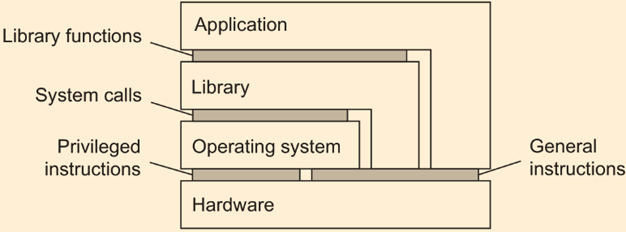 Application
Library functions
Library
System calls
Operating system
Privileged
instructions
General
instructions
Hardware